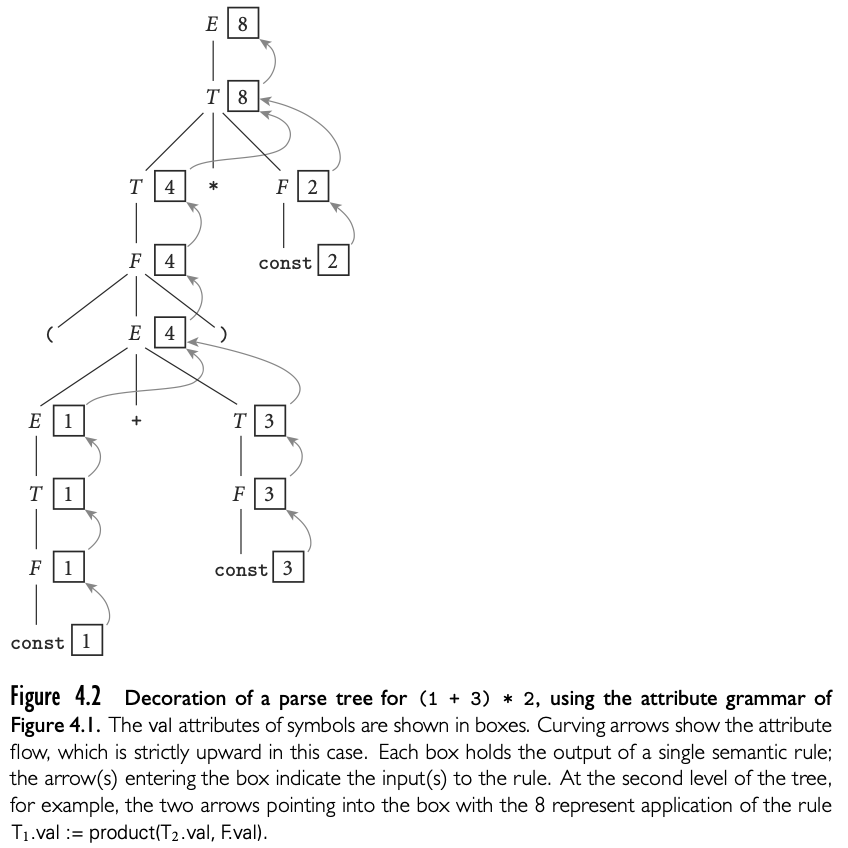 E 8
T 8
T 4 * F 2
F 4 const 2
( E 4 )
E 1 + T 3
T 1 F 3
F 1 const 3
const 1
Figure 4.2 Decoration of a parse tree for (1 + 3) * 2, using the attribute grammar of
Figure 4.1. The val attributes of symbols are shown in boxes. Curving arrows show the attribute
flow, which is strictly upward in this case. Each box holds the output of a single semantic rule;
the arrow(s) entering the box indicate the input(s) to the rule. At the second level of the tree,
for example, the two arrows pointing into the box with the 8 represent application of the rule
T₁.val := product(T₂.val, F.val).